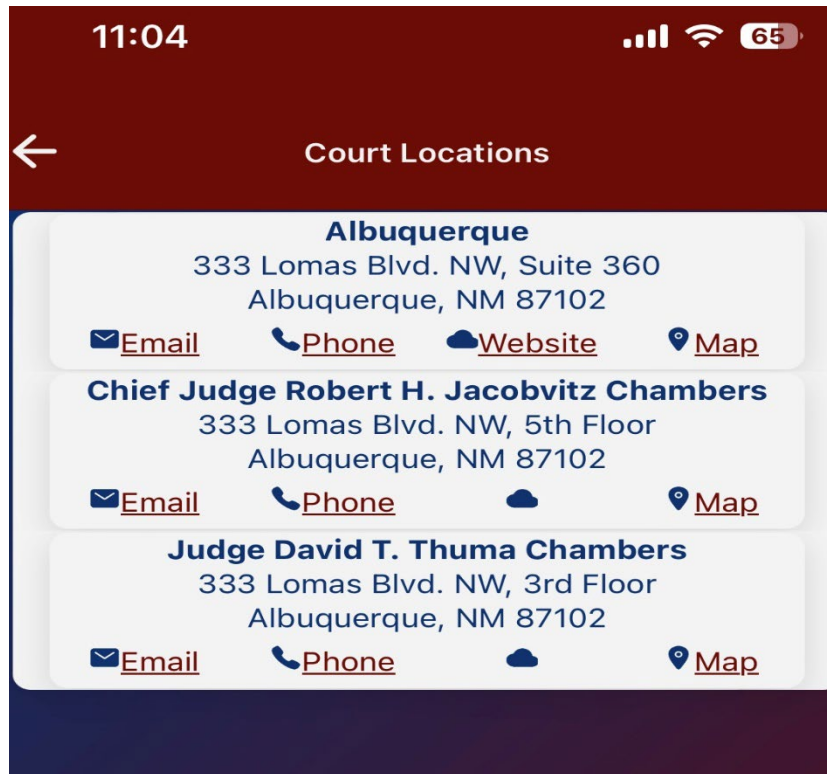 11:04
65
Court Locations
Albuquerque
333 Lomas Blvd. NW, Suite 360
Albuquerque, NM 87102
Email Phone Website Map
Chief Judge Robert H. Jacobvitz Chambers
333 Lomas Blvd. NW, 5th Floor
Albuquerque, NM 87102
Email Phone Map
Judge David T. Thuma Chambers
333 Lomas Blvd. NW, 3rd Floor
Albuquerque, NM 87102
Email Phone Map